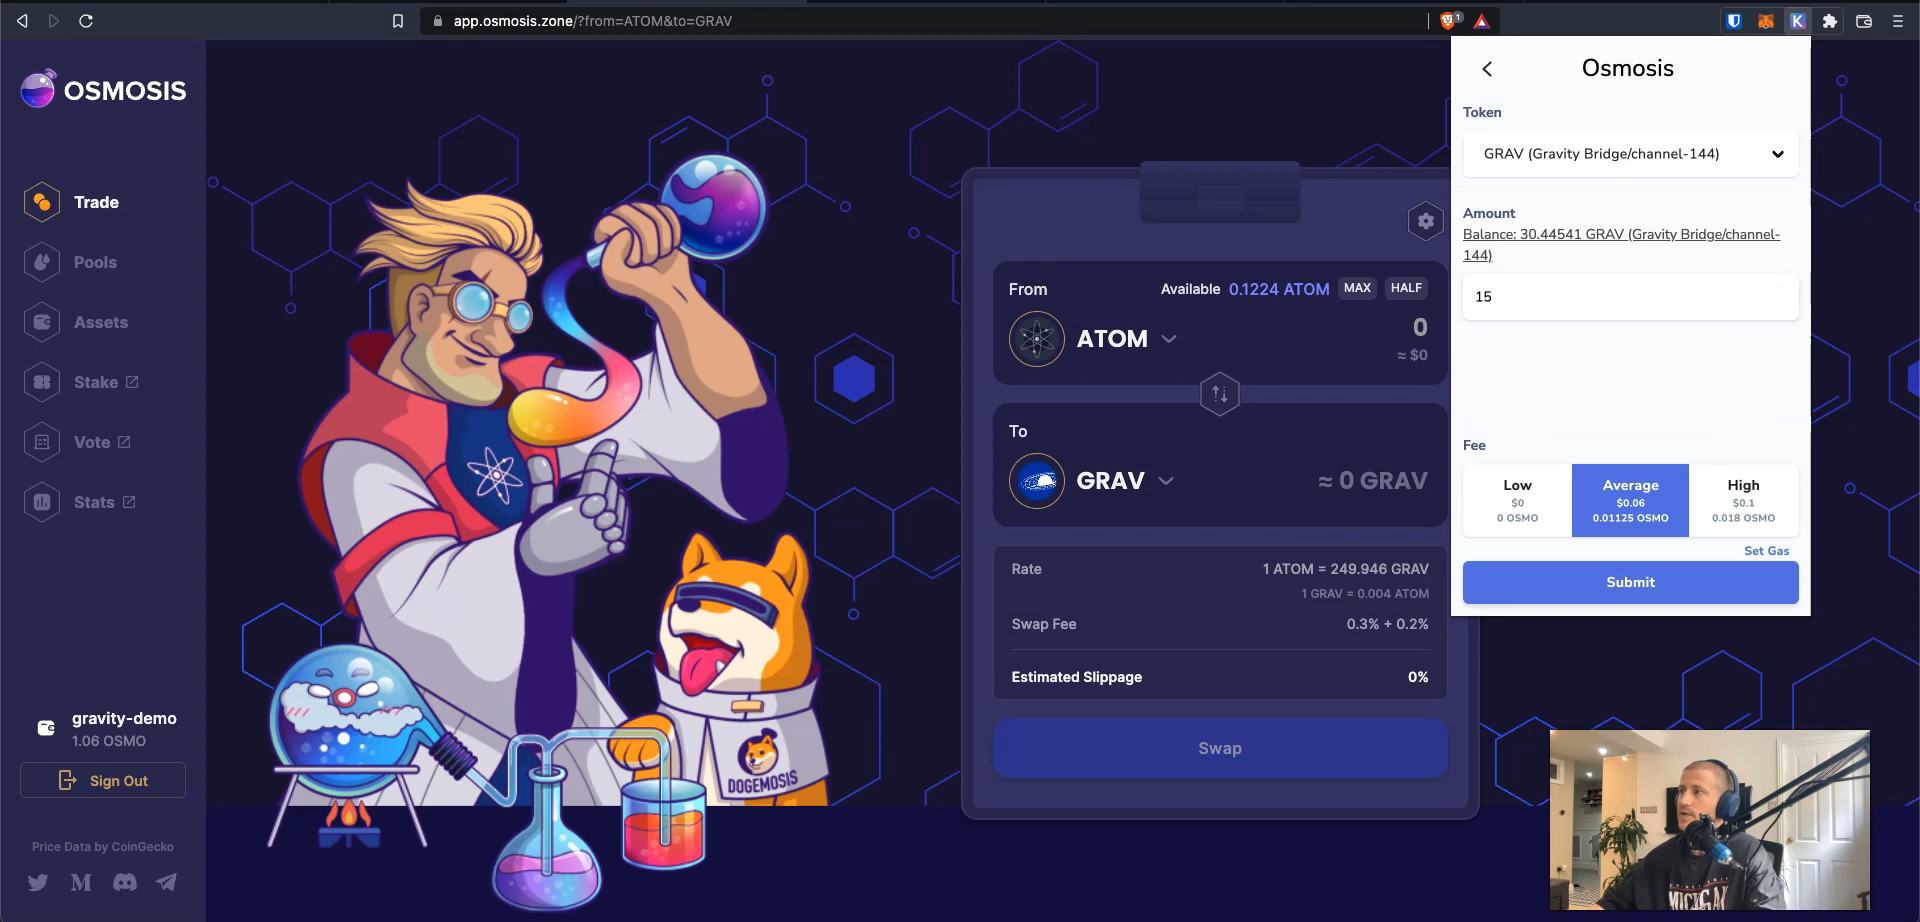 app.osmosis.zone/?from=ATOM&to=GRAV
1
K
OSMOSIS
Trade
Pools
Assets
Stake
Vote
Stats
gravity-demo
1.06 OSMO
Sign Out
Price Data by CoinGecko
DOGEMOSIS
From
Available 0.1224 ATOM MAX HALF
ATOM
0
≈ $0
To
GRAV
≈ 0 GRAV
Rate
1 ATOM = 249.946 GRAV
1 GRAV = 0.004 ATOM
Swap Fee
0.3% + 0.2%
Estimated Slippage
0%
Swap
Osmosis
Token
GRAV (Gravity Bridge/channel-144)
Amount
Balance: 30.44541 GRAV (Gravity Bridge/channel-
144)
15
Fee
Low
$0
0 OSMO
Average
$0.06
0.01125 OSMO
High
$0.1
0.018 OSMO
Set Gas
Submit